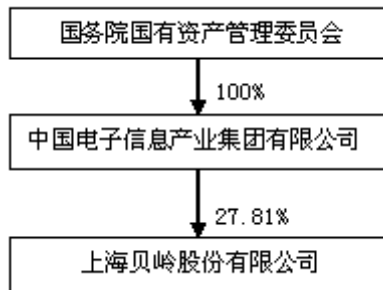 国务院国有资产管理委员会
100%
中国电子信息产业集团有限公司
27.81%
上海贝岭股份有限公司